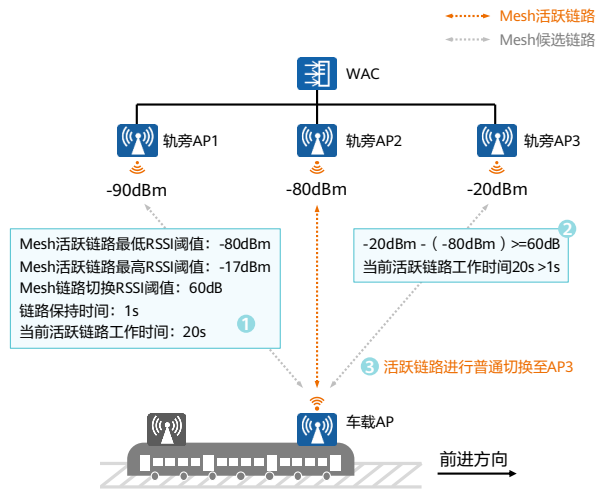 Mesh活跃链路
Mesh候选链路
WAC
轨旁AP1
轨旁AP2
轨旁AP3
-90dBm
-80dBm
-20dBm
Mesh活跃链路最低RSSI阈值：-80dBm
Mesh活跃链路最高RSSI阈值：-17dBm
Mesh链路切换RSSI阈值：60dB
链路保持时间：1s
当前活跃链路工作时间：20s
1
2
-20dBm -（-80dBm）>=60dB
当前活跃链路工作时间20s >1s
3 活跃链路进行普通切换至AP3
车载AP
前进方向